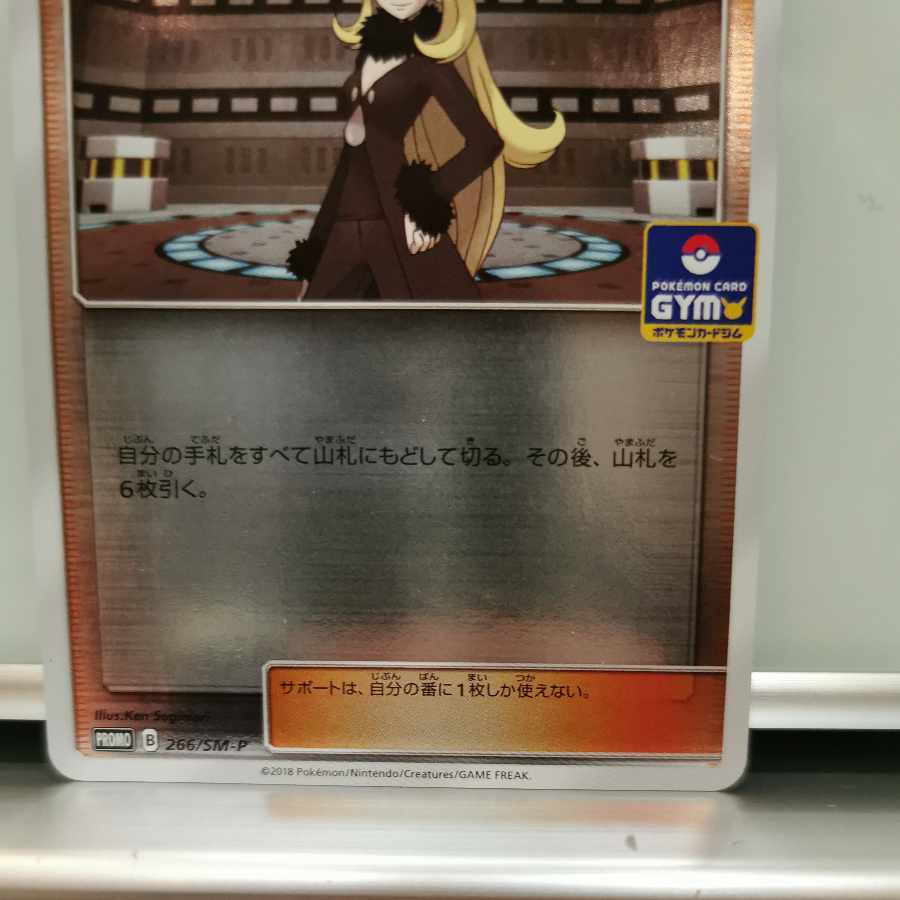 POKÉMON CARD
GYM
ポケモンカードジム
自分の手札をすべて山札にもどして切る。その後、山札を
6枚引く。
サポートは、自分の番に1枚しか使えない。
Illus.Ken Sugimori
PROMO B 266/SM-P
©2018 Pokémon/Nintendo/Creatures/GAME FREAK.